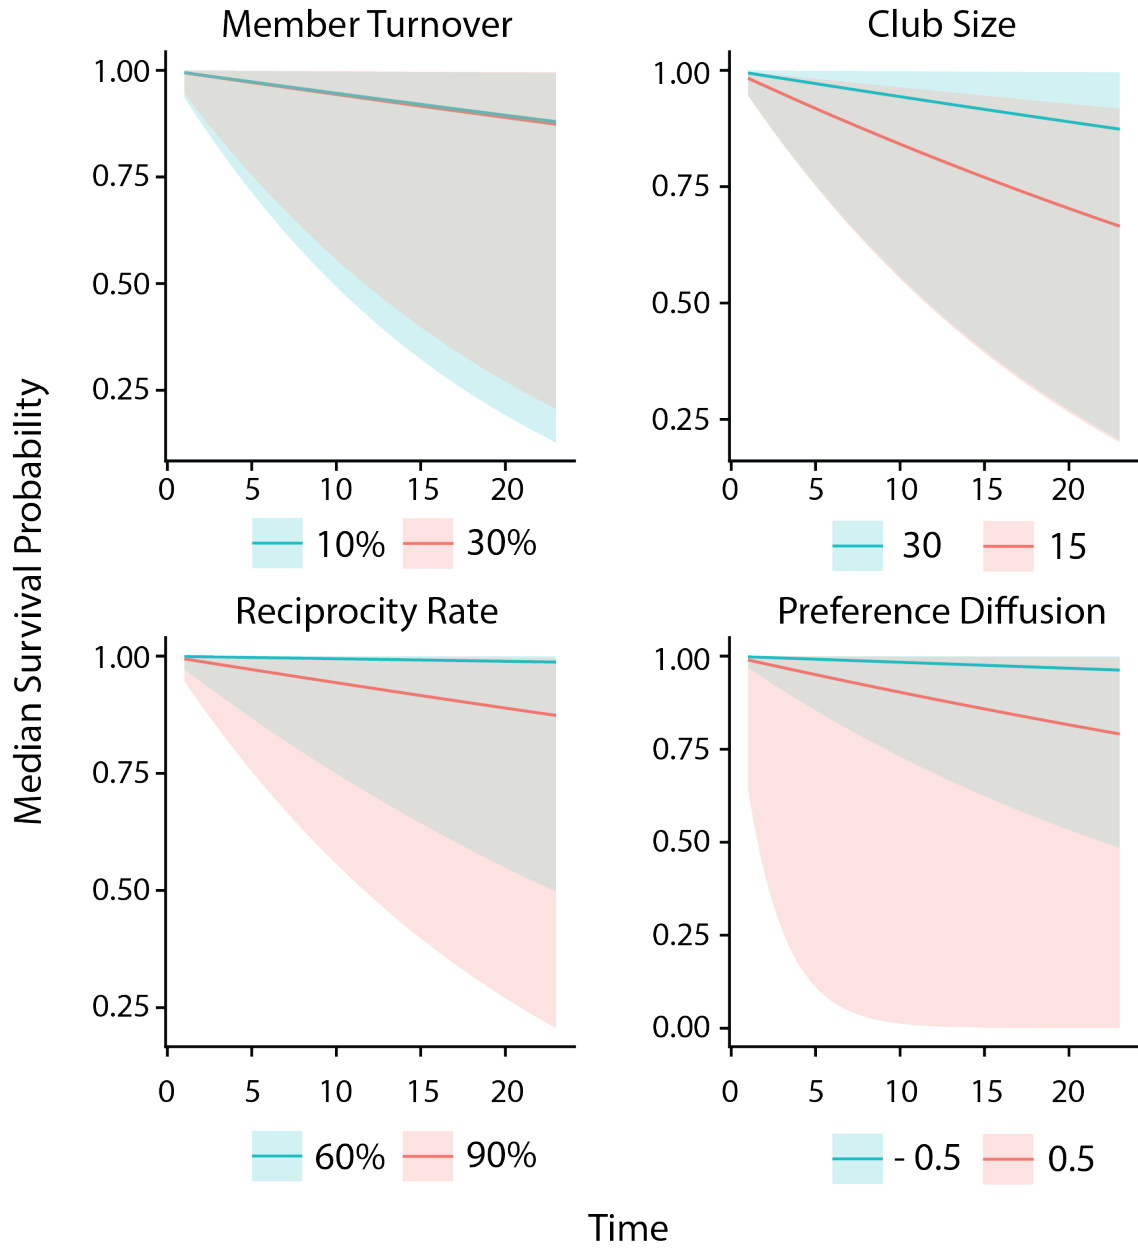 Member Turnover
Club Size
Median Survival Probability
1.00
0.75
0.50
0.25
0 5 10 15 20
10% 30%
1.00
0.75
0.50
0.25
0 5 10 15 20
30 15
Reciprocity Rate
Preference Diffusion
1.00
0.75
0.50
0.25
0 5 10 15 20
60% 90%
1.00
0.75
0.50
0.25
0.00
0 5 10 15 20
- 0.5 0.5
Time